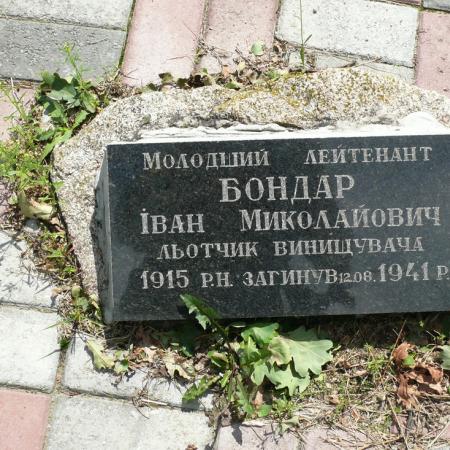 Молодший лейтенант
БОНДАР
Іван Миколайович
льотчик винищувача
1915 р.н. загинув 12.08.1941 р